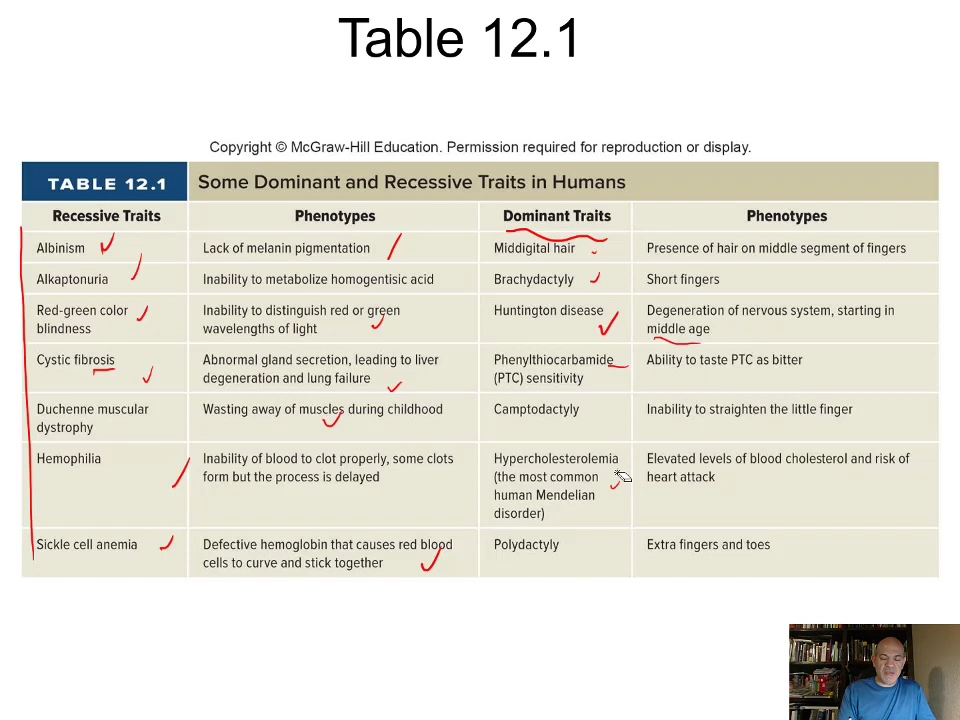 Table 12.1
Copyright © McGraw-Hill Education. Permission required for reproduction or display.
TABLE 12.1 Some Dominant and Recessive Traits in Humans
Recessive Traits Phenotypes Dominant Traits Phenotypes
Albinism Lack of melanin pigmentation Middigital hair Presence of hair on middle segment of fingers
Alkaptonuria Inability to metabolize homogentisic acid Brachydactyly Short fingers
Red-green color Inability to distinguish red or green Huntington disease Degeneration of nervous system, starting in
blindness wavelengths of light middle age
Cystic fibrosis Abnormal gland secretion, leading to liver Phenylthiocarbamide Ability to taste PTC as bitter
degeneration and lung failure (PTC) sensitivity
Duchenne muscular Wasting away of muscles during childhood Camptodactyly Inability to straighten the little finger
dystrophy
Hemophilia Inability of blood to clot properly, some clots Hypercholesterolemia Elevated levels of blood cholesterol and risk of
form but the process is delayed (the most common heart attack
human Mendelian
disorder)
Sickle cell anemia Defective hemoglobin that causes red blood Polydactyly Extra fingers and toes
cells to curve and stick together